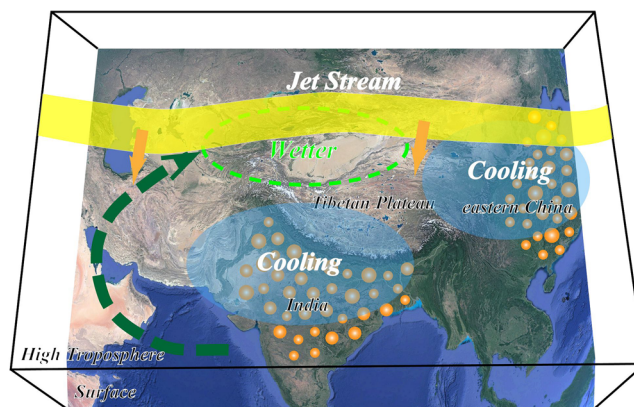 Jet Stream
Wetter
Cooling
Tibetan Plateau
eastern China
Cooling
India
High Troposphere
Surface